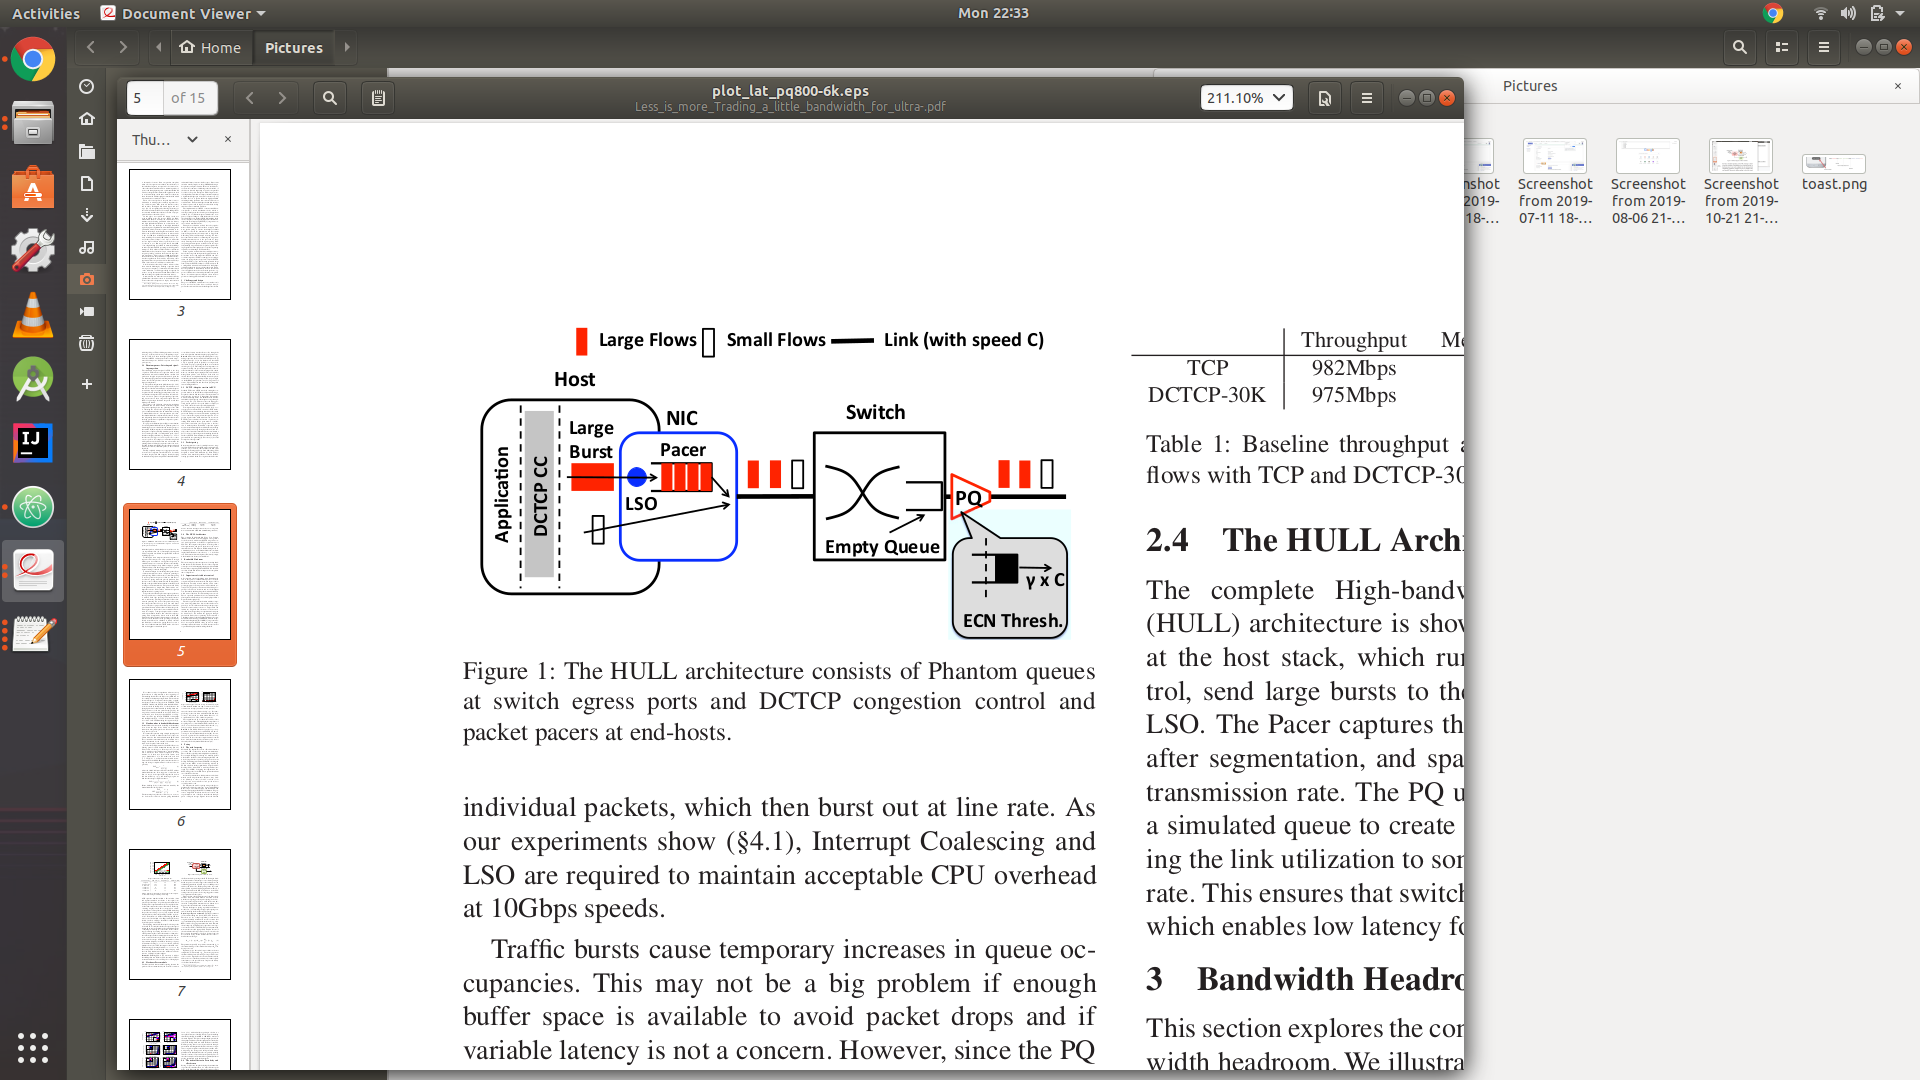 Activities
Document Viewer
Mon 22:33
Home
Pictures
5
of 15
plot_lat_pq800-6k.eps
Less_is_more_Trading_a_little_bandwidth_for_ultra-.pdf
211.10%
Pictures
Thu...
3
4
5
6
7
Large Flows
Small Flows
Link (with speed C)
Host
NIC
Switch
Application
DCTCP CC
Large
Burst
Pacer
LSO
Empty Queue
PQ
γ x C
ECN Thresh.
Figure 1: The HULL architecture consists of Phantom queues
at switch egress ports and DCTCP congestion control and
packet pacers at end-hosts.
individual packets, which then burst out at line rate. As
our experiments show (§4.1), Interrupt Coalescing and
LSO are required to maintain acceptable CPU overhead
at 10Gbps speeds.
Traffic bursts cause temporary increases in queue oc-
cupancies. This may not be a big problem if enough
buffer space is available to avoid packet drops and if
variable latency is not a concern. However, since the PQ
Throughput Me
TCP 982Mbps
DCTCP-30K 975Mbps
Table 1: Baseline throughput a
flows with TCP and DCTCP-30
2.4 The HULL Archi
The complete High-bandw
(HULL) architecture is show
at the host stack, which run
trol, send large bursts to the
LSO. The Pacer captures th
after segmentation, and spa
transmission rate. The PQ u
a simulated queue to create
ing the link utilization to som
rate. This ensures that switch
which enables low latency fo
3 Bandwidth Headro
This section explores the con
width headroom. We illustra
nshot
2019-
18-...
Screenshot
from 2019-
07-11 18-...
Screenshot
from 2019-
08-06 21-...
Screenshot
from 2019-
10-21 21-...
toast.png